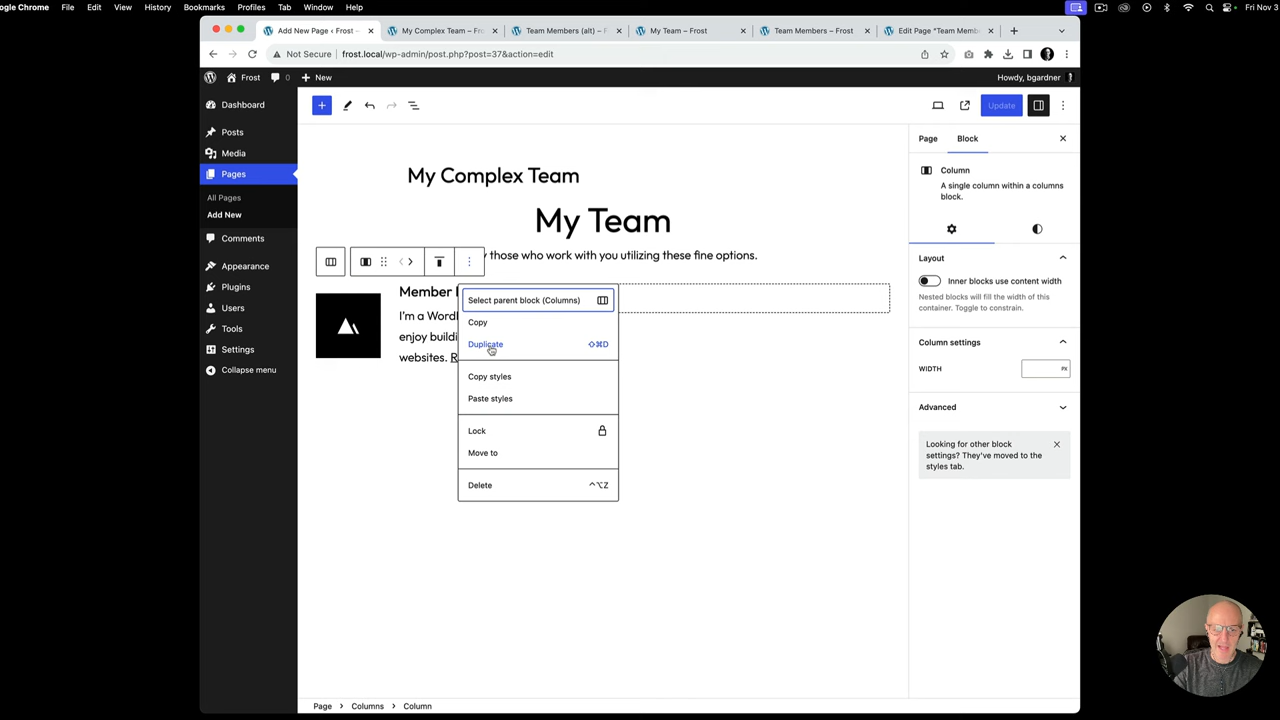 oogle Chrome File Edit View History Bookmarks Profiles Tab Window Help Fri Nov 3
Add New Page ‹ Frost – My Complex Team – Fro Team Members (alt) – F My Team – Frost Team Members – Frost Edit Page "Team Memb
Not Secure frost.local/wp-admin/post.php?post=37&action=edit
Frost 0 New Howdy, bgardner
Dashboard
Posts
Media
Pages
All Pages
Add New
Comments
Appearance
Plugins
Users
Tools
Settings
Collapse menu
Update
My Complex Team
My Team
y those who work with you utilizing these fine options.
Member
I'm a Word
enjoy buildi
websites. R
Select parent block (Columns)
Copy
Duplicate ⇧⌘D
Copy styles
Paste styles
Lock
Move to
Delete ^⌥Z
Page Block
Column
A single column within a columns
block.
Layout
Inner blocks use content width
Nested blocks will fill the width of this
container. Toggle to constrain.
Column settings
WIDTH PX
Advanced
Looking for other block
settings? They've moved to the
styles tab.
Page › Columns › Column